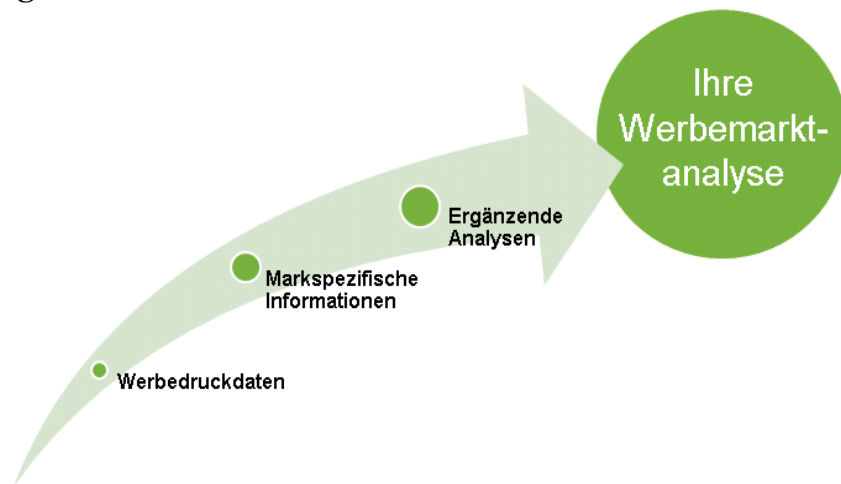 Ihre
Werbemarkt-
analyse
Ergänzende
Analysen
Markspezifische
Informationen
Werbedruckdaten